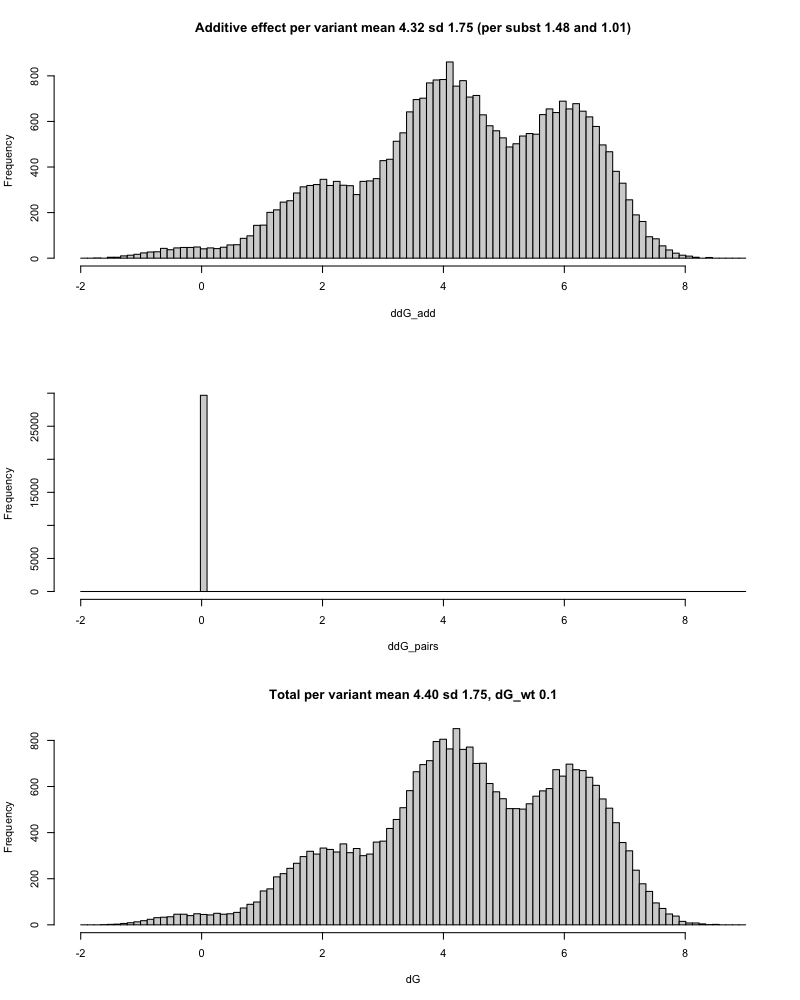 Additive effect per variant mean 4.32 sd 1.75 (per subst 1.48 and 1.01)
800
600
400
200
0
Frequency
-2 0 2 4 6 8
ddG_add
25000
15000
5000
0
Frequency
-2 0 2 4 6 8
ddG_pairs
Total per variant mean 4.40 sd 1.75, dG_wt 0.1
800
600
400
200
0
Frequency
-2 0 2 4 6 8
dG